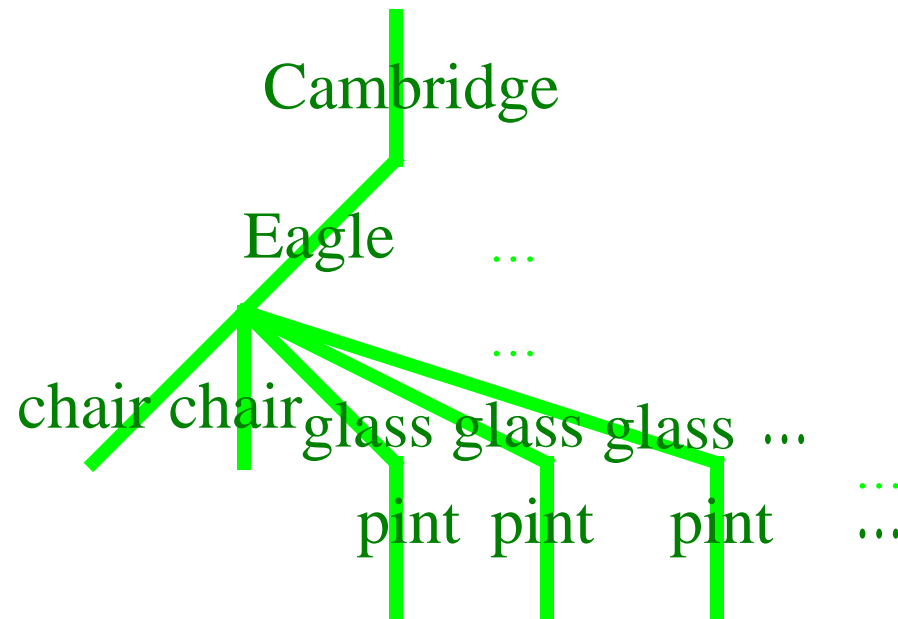 Cambridge
Eagle ...
...
chair chair glass glass glass ...
...
pint pint pint ...